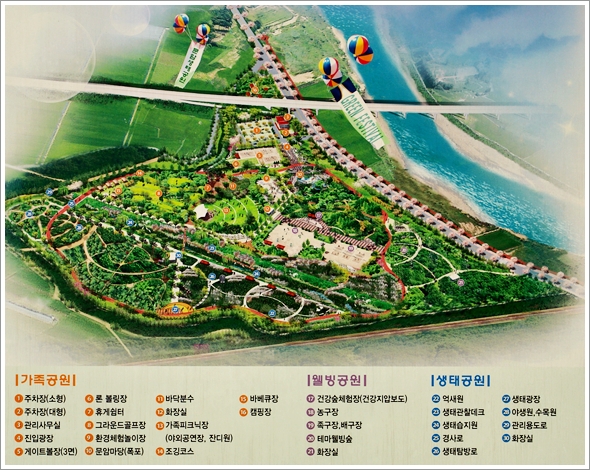 GREEN FESTIVAL
가족공원
1 주차장(소형)
2 주차장(대형)
3 관리사무실
4 진입광장
5 게이트볼장(3면)
6 론 볼링장
7 휴게쉼터
8 그라운드골프장
9 환경체험놀이장
10 문암마당(폭포)
11 바닥분수
12 화장실
13 가족피크닉장
(야외공연장, 잔디원)
14 조깅코스
15 바베큐장
16 캠핑장
웰빙공원
17 건강숲체험장(건강지압보도)
18 농구장
19 족구장,배구장
20 테마웰빙숲
21 화장실
생태공원
22 억새원
23 생태관찰데크
24 생태습지원
25 경사로
26 생태탐방로
27 생태광장
28 야생원,수목원
29 관리용도로
30 화장실